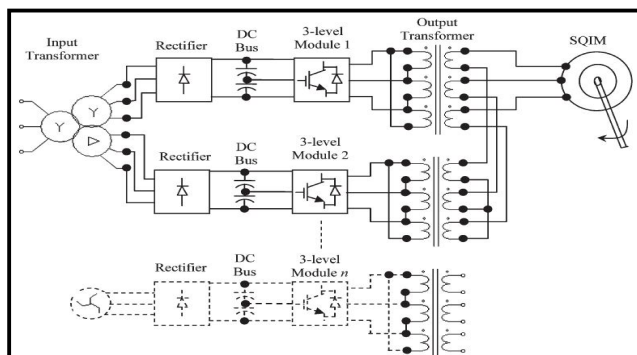 Input
Transformer
Rectifier
DC
Bus
3-level
Module 1
Output
Transformer
SQIM
Y
Y
Δ
Rectifier
DC
Bus
3-level
Module 2
Rectifier
DC
Bus
3-level
Module n